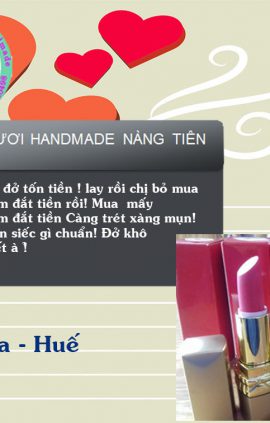 ƯƠI HANDMADE NÀNG TIÊN
đở tốn tiền ! lay rồi chị bỏ mua
m đắt tiền rồi! Mua mấy
m đắt tiền Càng trét xàng mụn!
n siếc gì chuẩn! Đở khô
t à !
a - Huế